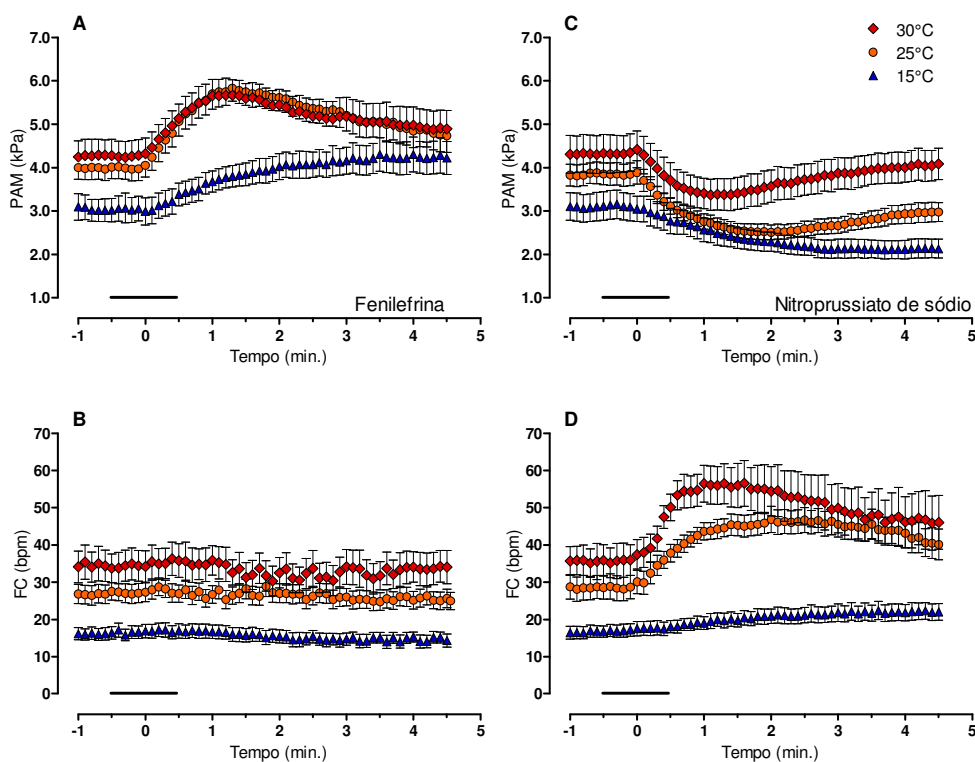 A
7.0
6.0
5.0
4.0
3.0
2.0
1.0
PAM (kPa)
Fenilefrina
-1 0 1 2 3 4 5
Tempo (min.)
C
30°C
25°C
15°C
7.0
6.0
5.0
4.0
3.0
2.0
1.0
PAM (kPa)
Nitroprussiato de sódio
-1 0 1 2 3 4 5
Tempo (min.)
B
70
60
50
40
30
20
10
0
FC (bpm)
-1 0 1 2 3 4 5
Tempo (min.)
D
70
60
50
40
30
20
10
0
FC (bpm)
-1 0 1 2 3 4 5
Tempo (min.)